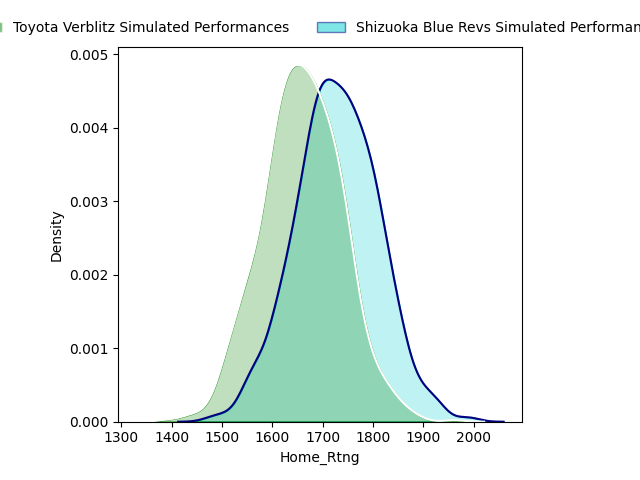 Toyota Verblitz Simulated Performances Shizuoka Blue Revs Simulated Performan
0.005
0.004
0.003
0.002
0.001
0.000
Density
1300 1400 1500 1600 1700 1800 1900 2000
Home_Rtng